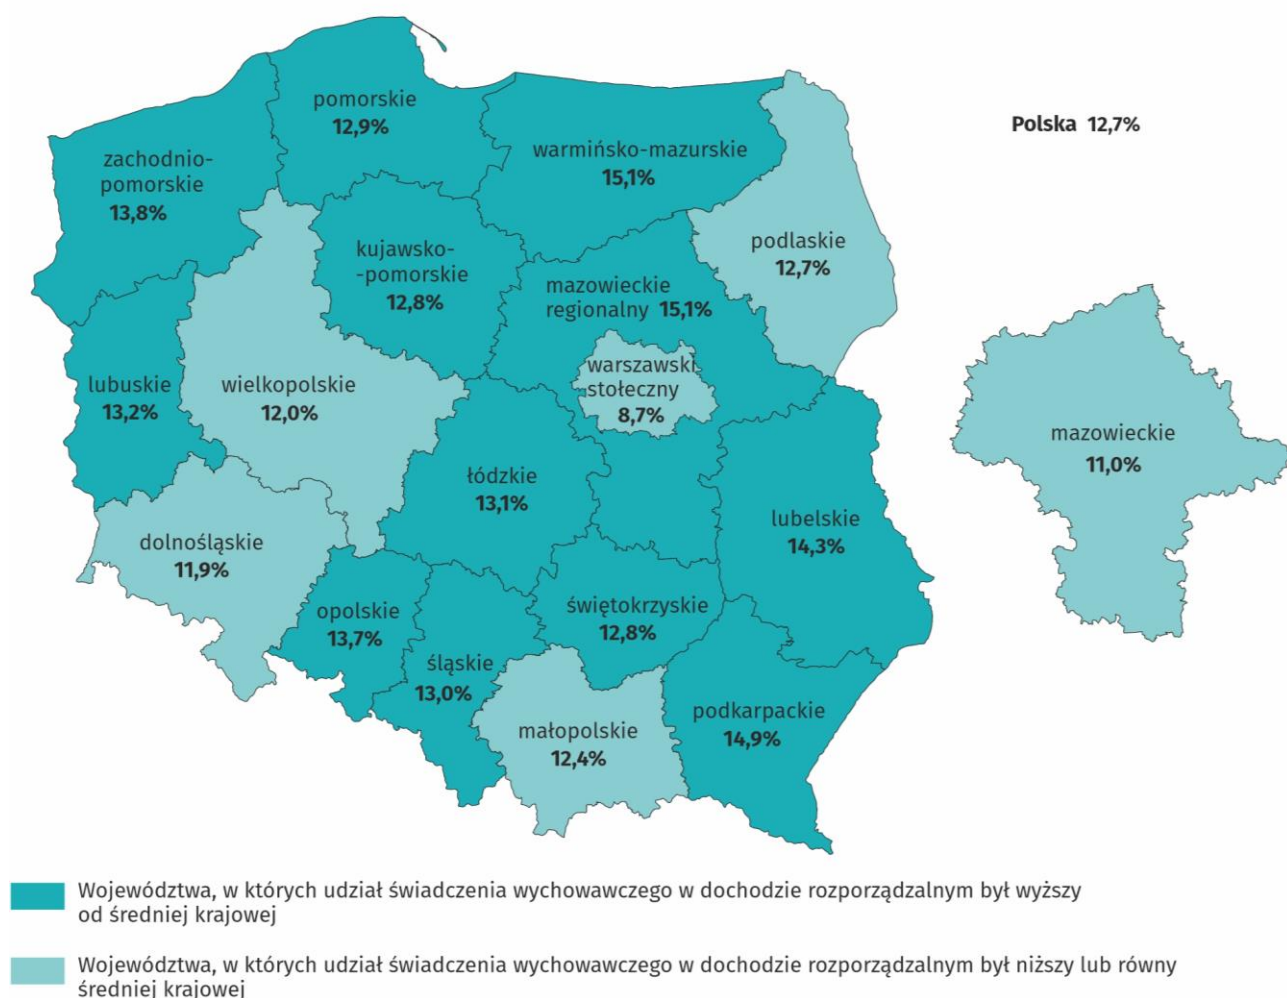 pomorskie
12,9%
Polska 12,7%
zachodnio-
pomorskie
13,8%
warmińsko-mazurskie
15,1%
podlaskie
12,7%
kujawsko-
-pomorskie
12,8%
mazowieckie
regionalny 15,1%
warszawski
stołeczny
8,7%
lubuskie
13,2%
wielkopolskie
12,0%
mazowieckie
11,0%
łódzkie
13,1%
lubelskie
14,3%
dolnośląskie
11,9%
opolskie
13,7%
świętokrzyskie
12,8%
śląskie
13,0%
małopolskie
12,4%
podkarpackie
14,9%
Województwa, w których udział świadczenia wychowawczego w dochodzie rozporządzalnym był wyższy
od średniej krajowej
Województwa, w których udział świadczenia wychowawczego w dochodzie rozporządzalnym był niższy lub równy
średniej krajowej